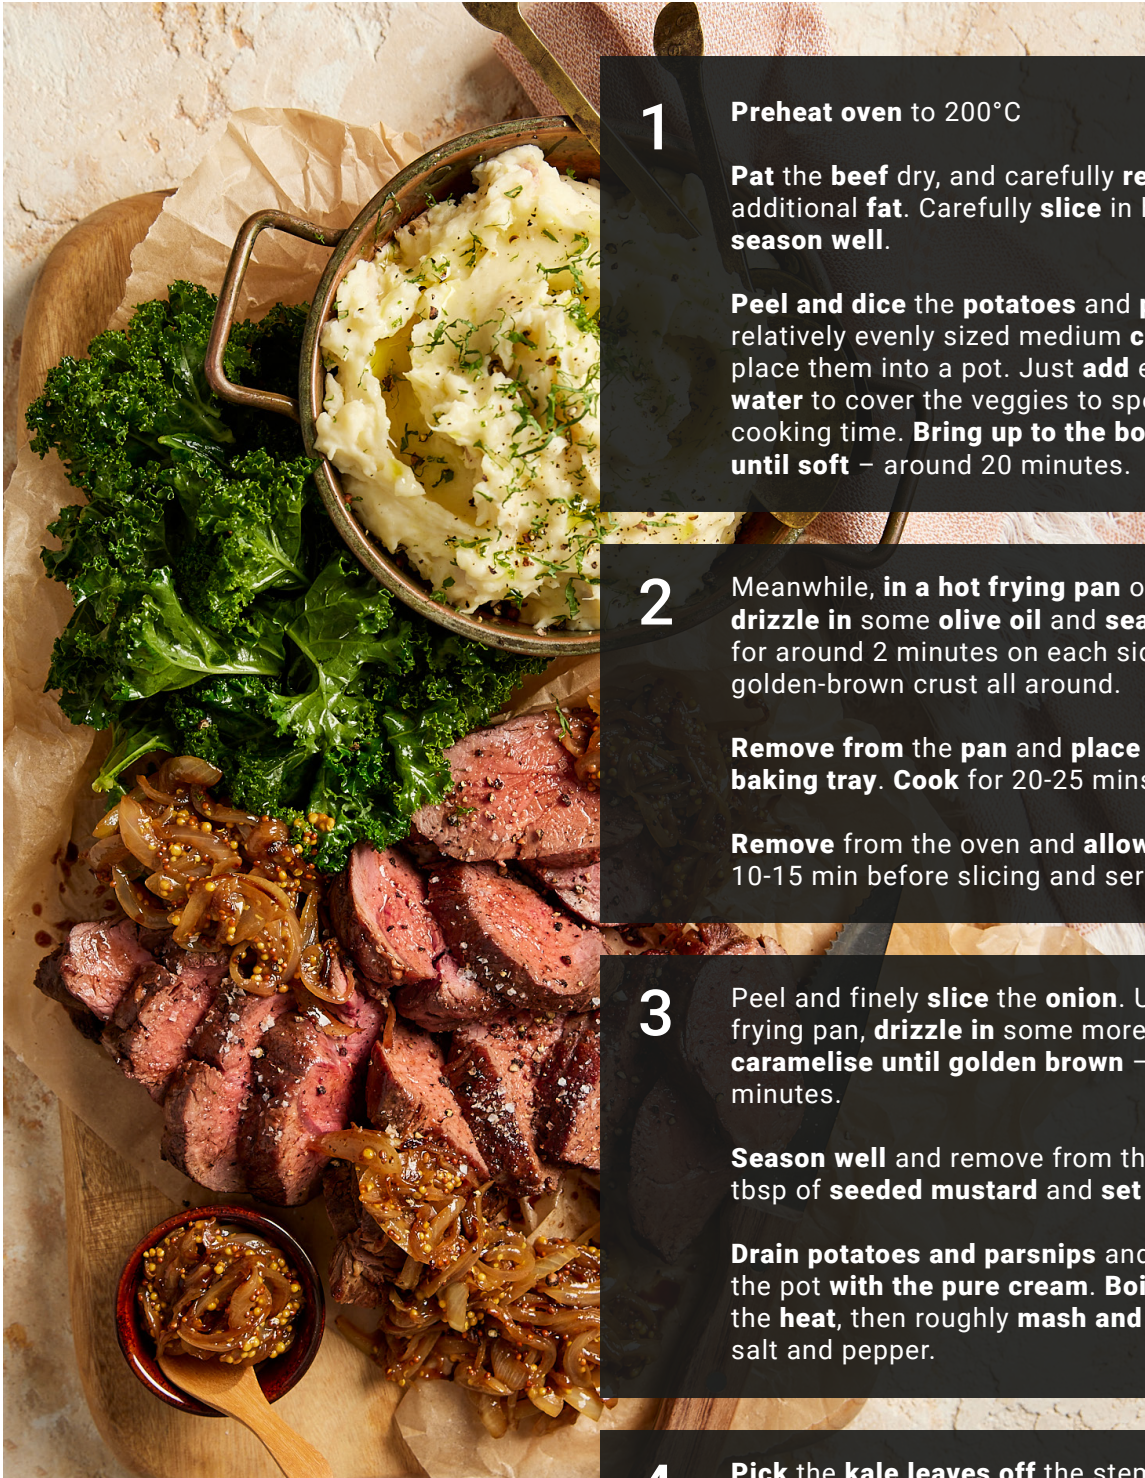 1
Preheat oven to 200°C
Pat the beef dry, and carefully
additional fat. Carefully slice in
season well.
Peel and dice the potatoes and
relatively evenly sized medium
place them into a pot. Just add
water to cover the veggies to
cooking time. Bring up to the
until soft – around 20 minutes.
2
Meanwhile, in a hot frying pan
drizzle in some olive oil and
for around 2 minutes on each
golden-brown crust all around.
Remove from the pan and place
baking tray. Cook for 20-25 mins
Remove from the oven and allow
10-15 min before slicing and
3
Peel and finely slice the onion.
frying pan, drizzle in some more
caramelise until golden brown –
minutes.
Season well and remove from
tbsp of seeded mustard and set
Drain potatoes and parsnips and
the pot with the pure cream.
the heat, then roughly mash and
salt and pepper.
4
Pick the kale leaves off the